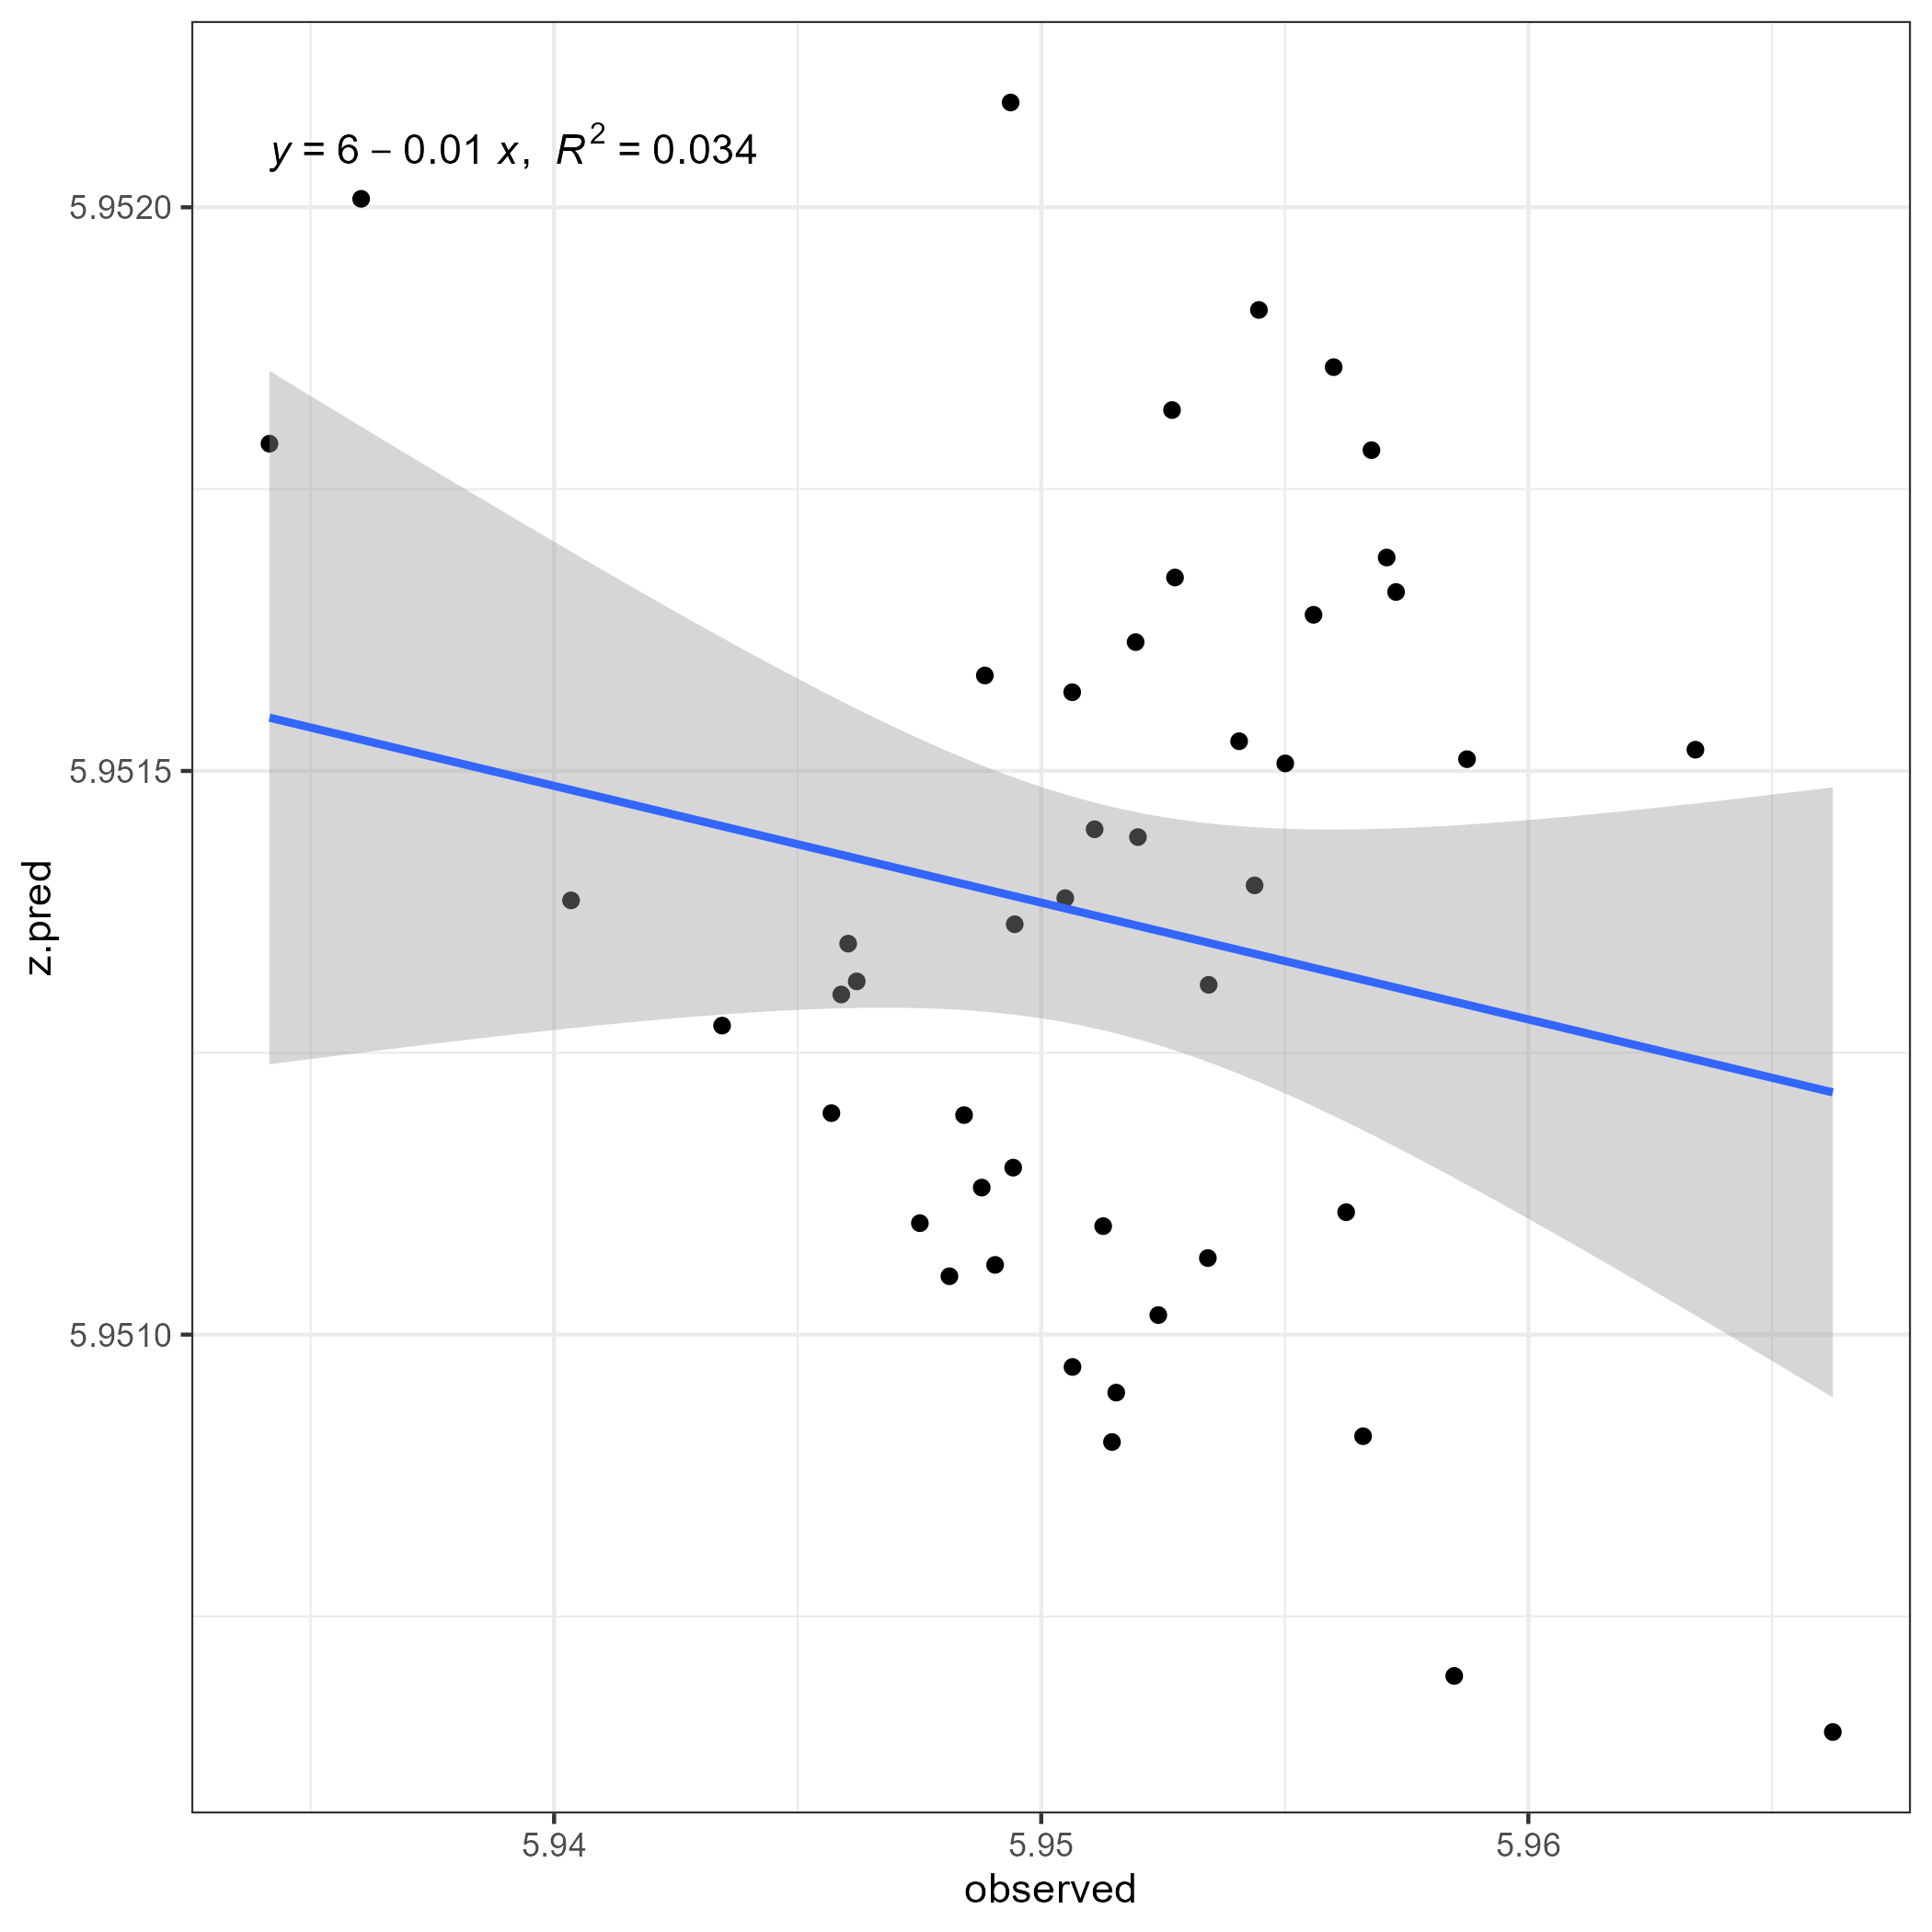 y = 6 – 0.01 x, R² = 0.034
5.9520
5.9515
5.9510
z.pred
5.94 5.95 5.96
observed